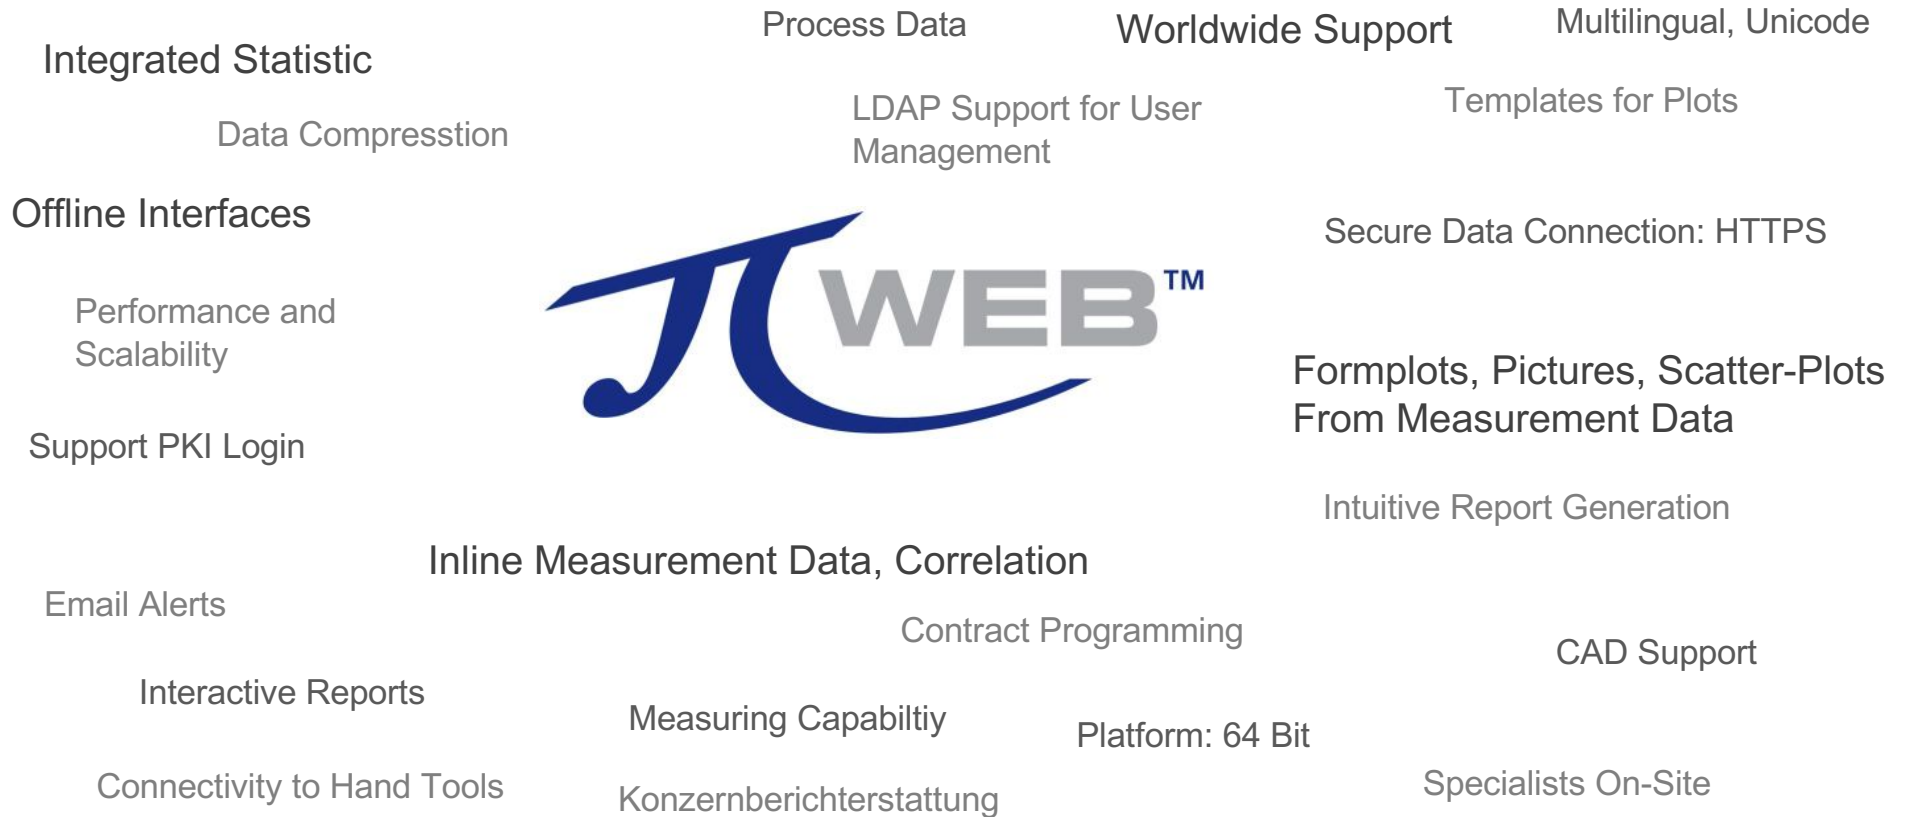 Process Data
Worldwide Support
Multilingual, Unicode
Integrated Statistic
Data Compresstion
LDAP Support for User
Management
Templates for Plots
Offline Interfaces
Secure Data Connection: HTTPS
π WEB™
Performance and
Scalability
Formplots, Pictures, Scatter-Plots
From Measurement Data
Support PKI Login
Intuitive Report Generation
Inline Measurement Data, Correlation
Email Alerts
Contract Programming
CAD Support
Interactive Reports
Measuring Capabiltiy
Platform: 64 Bit
Connectivity to Hand Tools
Konzernberichterstattung
Specialists On-Site